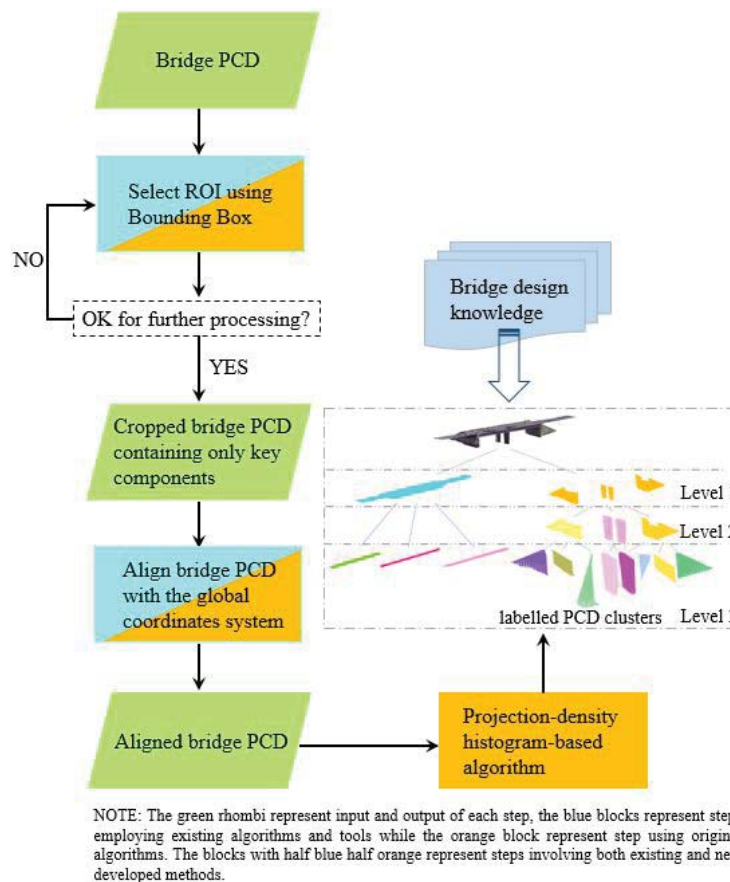 Bridge PCD
Select ROI using
Bounding Box
NO
OK for further processing?
YES
Bridge design
knowledge
Cropped bridge PCD
containing only key
components
Level
Level 2
labelled PCD clusters
Level
Align bridge PCD
with the global
coordinates system
Aligned bridge PCD
Projection-density
histogram-based
algorithm
NOTE: The green rhombi represent input and output of each step, the blue blocks represent step
employing existing algorithms and tools while the orange block represent step using origin
algorithms. The blocks with half blue half orange represent steps involving both existing and ne
developed methods.